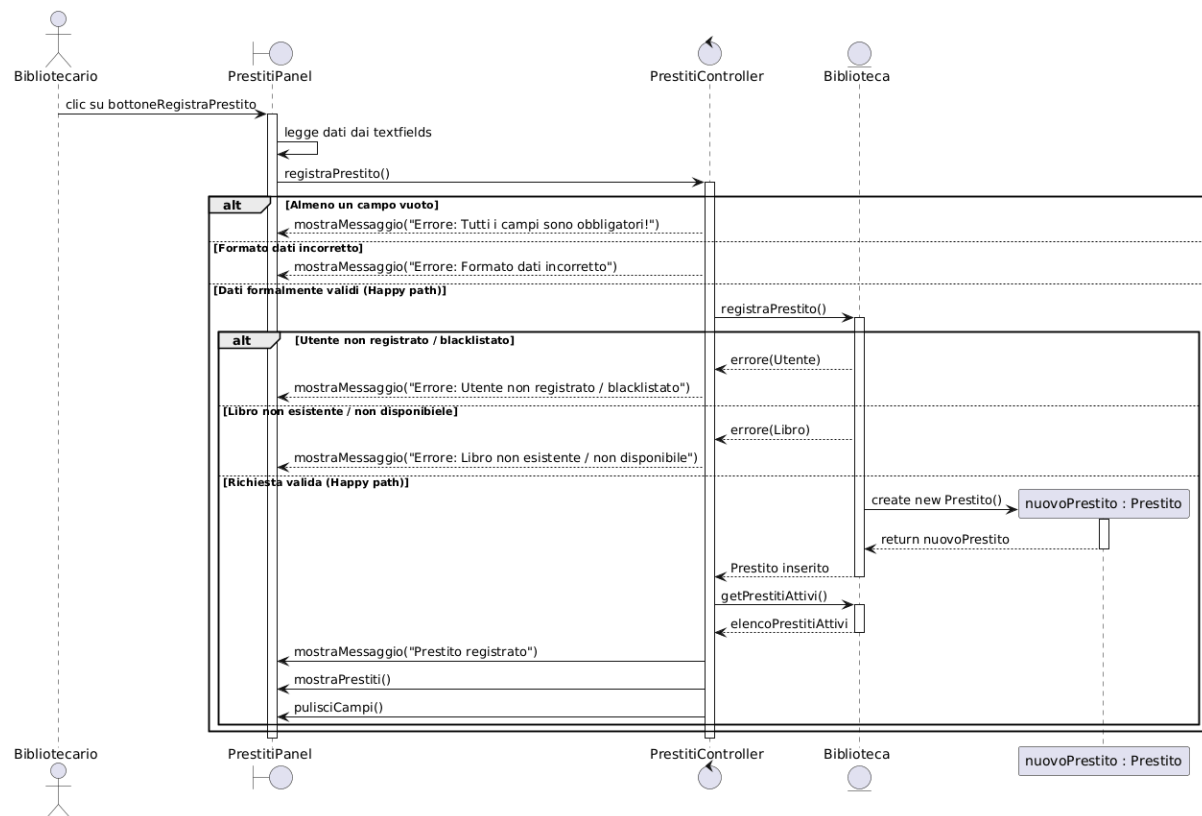 Bibliotecario
PrestitiPanel
PrestitiController
Biblioteca
clic su bottoneRegistraPrestito
legge dati dai textfields
registraPrestito()
alt [Almeno un campo vuoto]
mostraMessaggio("Errore: Tutti i campi sono obbligatori!")
[Formato dati incorretto]
mostraMessaggio("Errore: Formato dati incorretto")
[Dati formalmente validi (Happy path)]
registraPrestito()
alt [Utente non registrato / blacklistato]
errore(Utente)
mostraMessaggio("Errore: Utente non registrato / blacklistato")
[Libro non esistente / non disponibiele]
errore(Libro)
mostraMessaggio("Errore: Libro non esistente / non disponibile")
[Richiesta valida (Happy path)]
create new Prestito()
nuovoPrestito : Prestito
return nuovoPrestito
Prestito inserito
getPrestitiAttivi()
elencoPrestitiAttivi
mostraMessaggio("Prestito registrato")
mostraPrestiti()
pulisciCampi()
Bibliotecario
PrestitiPanel
PrestitiController
Biblioteca
nuovoPrestito : Prestito